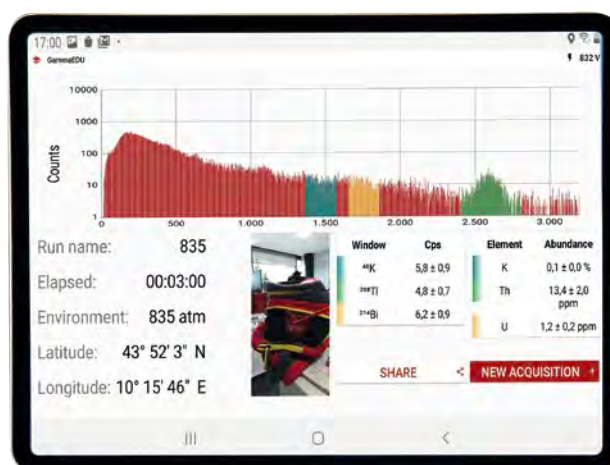 17:00
GammaEDU
832 V
10000
1000
100
10
1
Counts
0 500 1.000 1.500 2.000 2.500 3.000
Run name: 835
Elapsed: 00:03:00
Environment: 835 atm
Latitude: 43° 52' 3" N
Longitude: 10° 15' 46" E
Window Cps
⁴⁰K 5,8 ± 0,9
²⁰⁸Tl 4,8 ± 0,7
²¹⁴Bi 6,2 ± 0,9
Element Abundance
K 0,1 ± 0,0 %
Th 13,4 ± 2,0
ppm
U 1,2 ± 0,2 ppm
SHARE
NEW ACQUISITION +